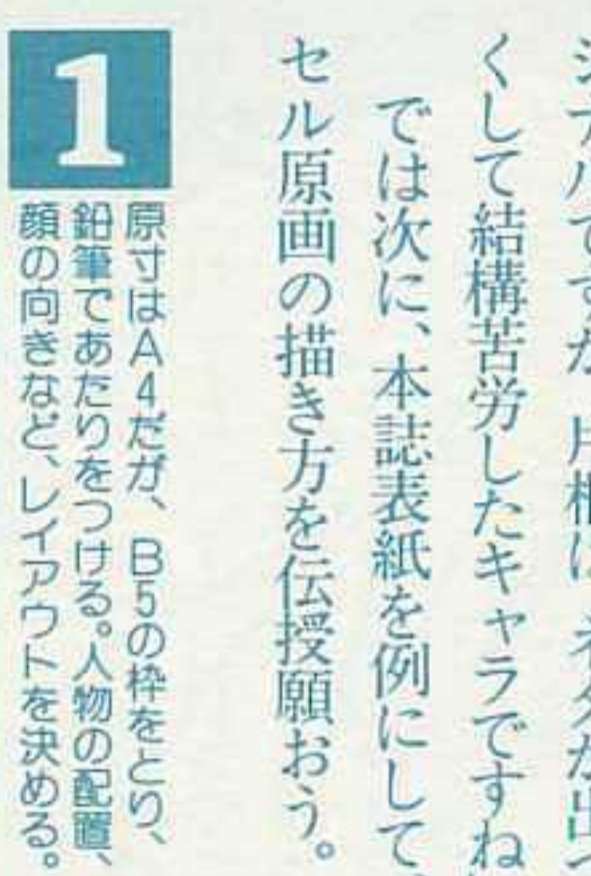 くして結構苦労したキャラですね
では次に、本誌表紙を例にして、
セル原画の描き方を伝授願おう。
1
原寸はA4だが、B5の枠をとり、
鉛筆であたりをつける。人物の配置、
顔の向きなど、レイアウトを決める。